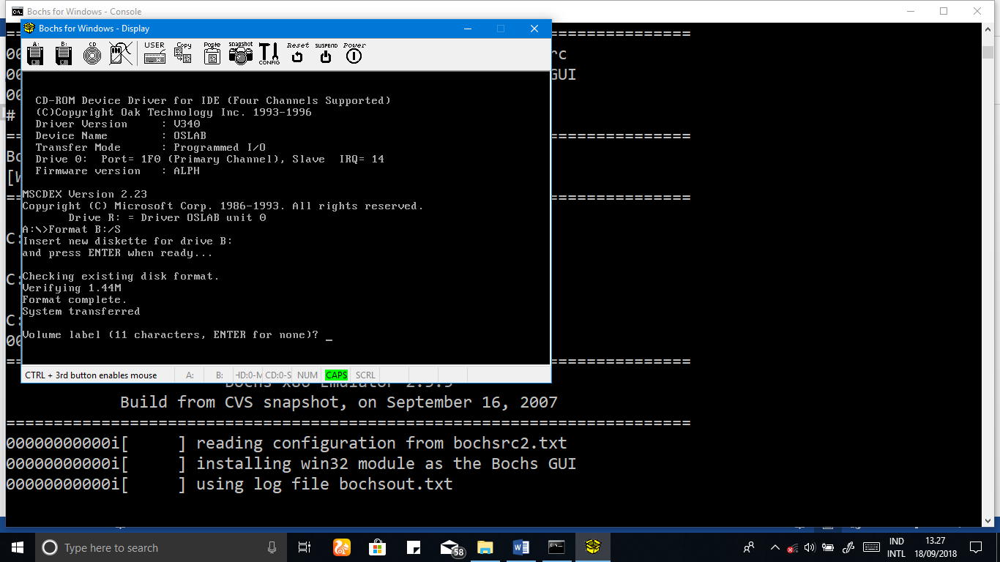 Bochs for Windows - Console
Bochs for Windows - Display
A:
B:
CD
USER
Copy
Paste
snapshot
CONFIG
Reset
SUSPEND
Power
CD-ROM Device Driver for IDE (Four Channels Supported)
(C)Copyright Oak Technology Inc. 1993-1996
Driver Version : V340
Device Name : OSLAB
Transfer Mode : Programmed I/O
Drive 0: Port= 1F0 (Primary Channel), Slave IRQ= 14
Firmware version : ALPH
MSCDEX Version 2.23
Copyright (C) Microsoft Corp. 1986-1993. All rights reserved.
Drive R: = Driver OSLAB unit 0
A:\>Format B:/S
Insert new diskette for drive B:
and press ENTER when ready...
Checking existing disk format.
Verifying 1.44M
Format complete.
System transferred
Volume label (11 characters, ENTER for none)? _
CTRL + 3rd button enables mouse A: B: HD:0-M CD:0-S NUM CAPS SCRL
rc
GUI
#
Build from CVS snapshot, on September 16, 2007
========================================================================
00000000000i[ ] reading configuration from bochsrc2.txt
00000000000i[ ] installing win32 module as the Bochs GUI
00000000000i[ ] using log file bochsout.txt
Type here to search
58
IND
INTL
13.27
18/09/2018